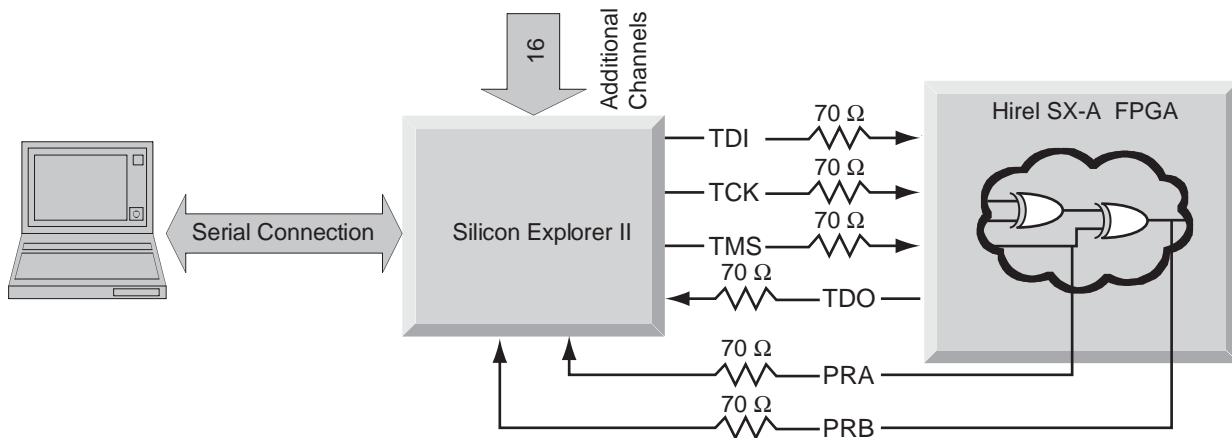 16
Additional
Channels
Serial Connection
Silicon Explorer II
Hirel SX-A FPGA
70 Ω
TDI
70 Ω
TCK
70 Ω
TMS
70 Ω
TDO
70 Ω
PRA
70 Ω
PRB